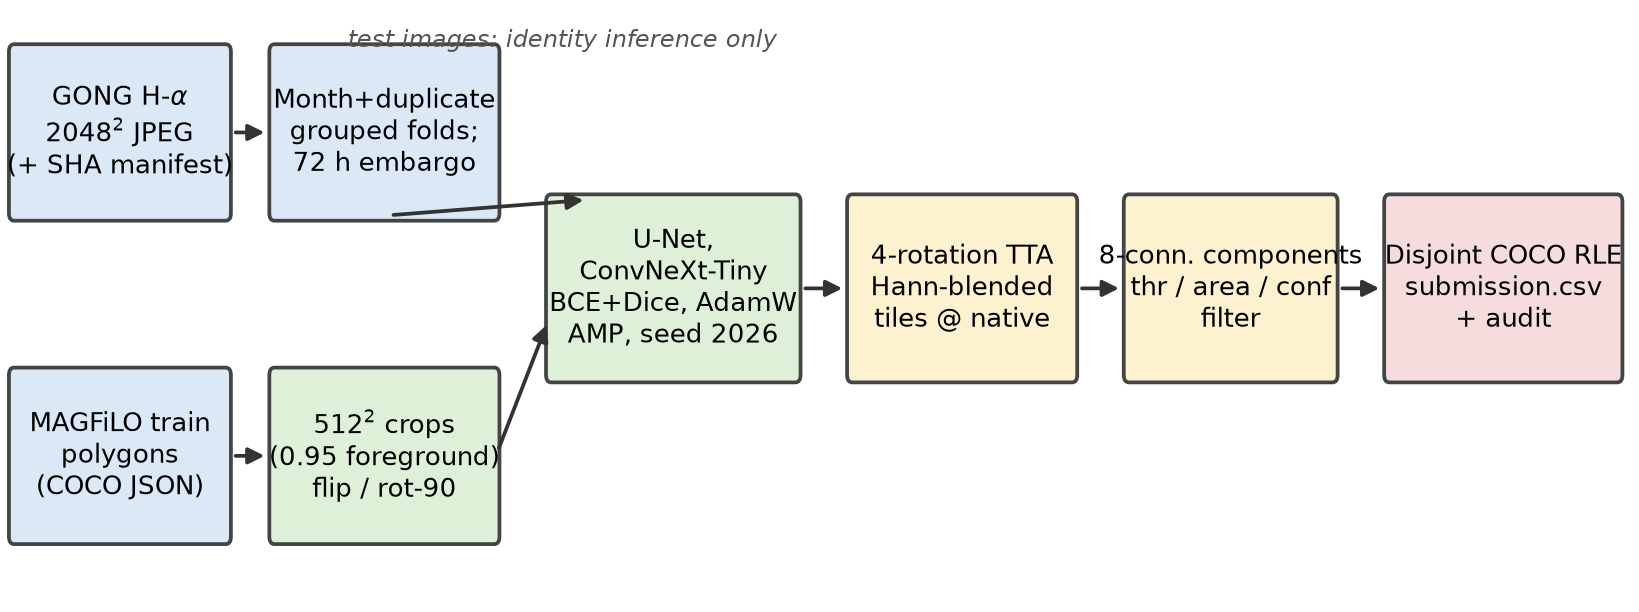 test images: identity inference only
GONG H-α
2048² JPEG
(+ SHA manifest)
Month+duplicate
grouped folds;
72 h embargo
MAGFiLO train
polygons
(COCO JSON)
512² crops
(0.95 foreground)
flip / rot-90
U-Net,
ConvNeXt-Tiny
BCE+Dice, AdamW
AMP, seed 2026
4-rotation TTA
Hann-blended
tiles @ native
8-conn. components
thr / area / conf
filter
Disjoint COCO RLE
submission.csv
+ audit